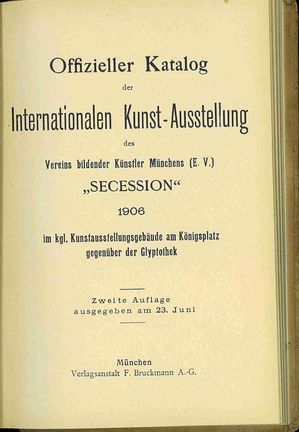 Offizieller Katalog
der
Internationalen Kunst-Ausstellung
des
Vereins bildender Künstler Münchens (E. V.)
„SECESSION“
1906
im kgl. Kunstausstellungsgebäude am Königsplatz
gegenüber der Glyptothek
Zweite Auflage
ausgegeben am 23. Juni
München
Verlagsanstalt F. Bruckmann A.-G.